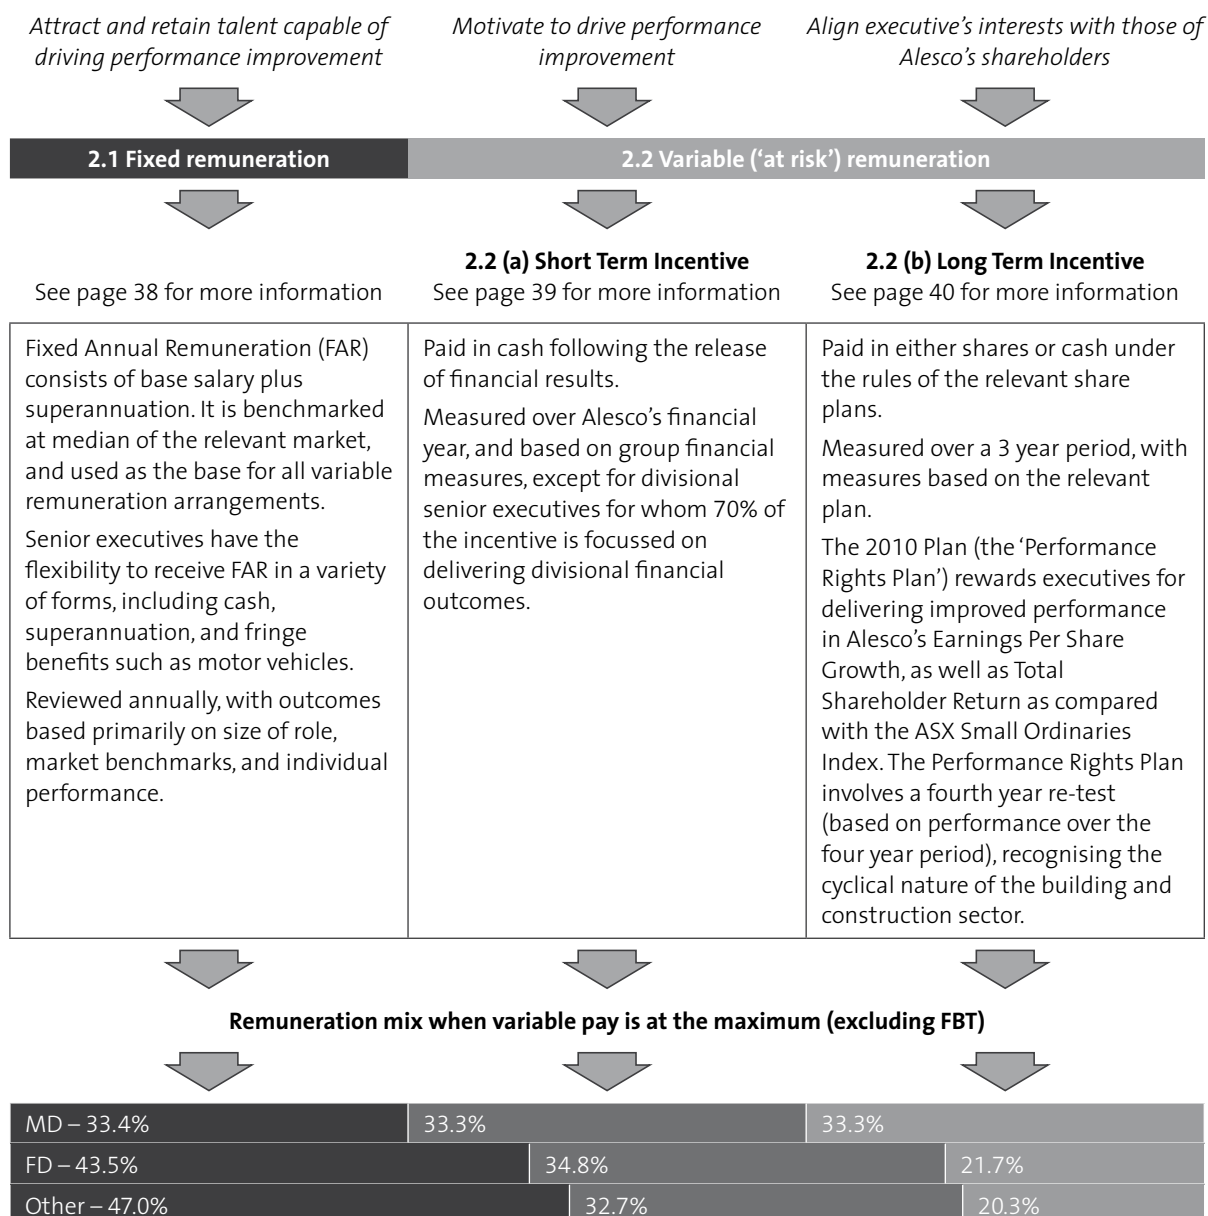 Attract and retain talent capable of
driving performance improvement
Motivate to drive performance
improvement
Align executive’s interests with those of
Alesco’s shareholders
2.1 Fixed remuneration
2.2 Variable (‘at risk’) remuneration
See page 38 for more information
2.2 (a) Short Term Incentive
See page 39 for more information
2.2 (b) Long Term Incentive
See page 40 for more information
Fixed Annual Remuneration (FAR)
consists of base salary plus
superannuation. It is benchmarked
at median of the relevant market,
and used as the base for all variable
remuneration arrangements.
Senior executives have the
flexibility to receive FAR in a variety
of forms, including cash,
superannuation, and fringe
benefits such as motor vehicles.
Reviewed annually, with outcomes
based primarily on size of role,
market benchmarks, and individual
performance.
Paid in cash following the release
of financial results.
Measured over Alesco’s financial
year, and based on group financial
measures, except for divisional
senior executives for whom 70% of
the incentive is focussed on
delivering divisional financial
outcomes.
Paid in either shares or cash under
the rules of the relevant share
plans.
Measured over a 3 year period, with
measures based on the relevant
plan.
The 2010 Plan (the ‘Performance
Rights Plan’) rewards executives for
delivering improved performance
in Alesco’s Earnings Per Share
Growth, as well as Total
Shareholder Return as compared
with the ASX Small Ordinaries
Index. The Performance Rights Plan
involves a fourth year re-test
(based on performance over the
four year period), recognising the
cyclical nature of the building and
construction sector.
Remuneration mix when variable pay is at the maximum (excluding FBT)
MD – 33.4% 33.3% 33.3%
FD – 43.5% 34.8% 21.7%
Other – 47.0% 32.7% 20.3%